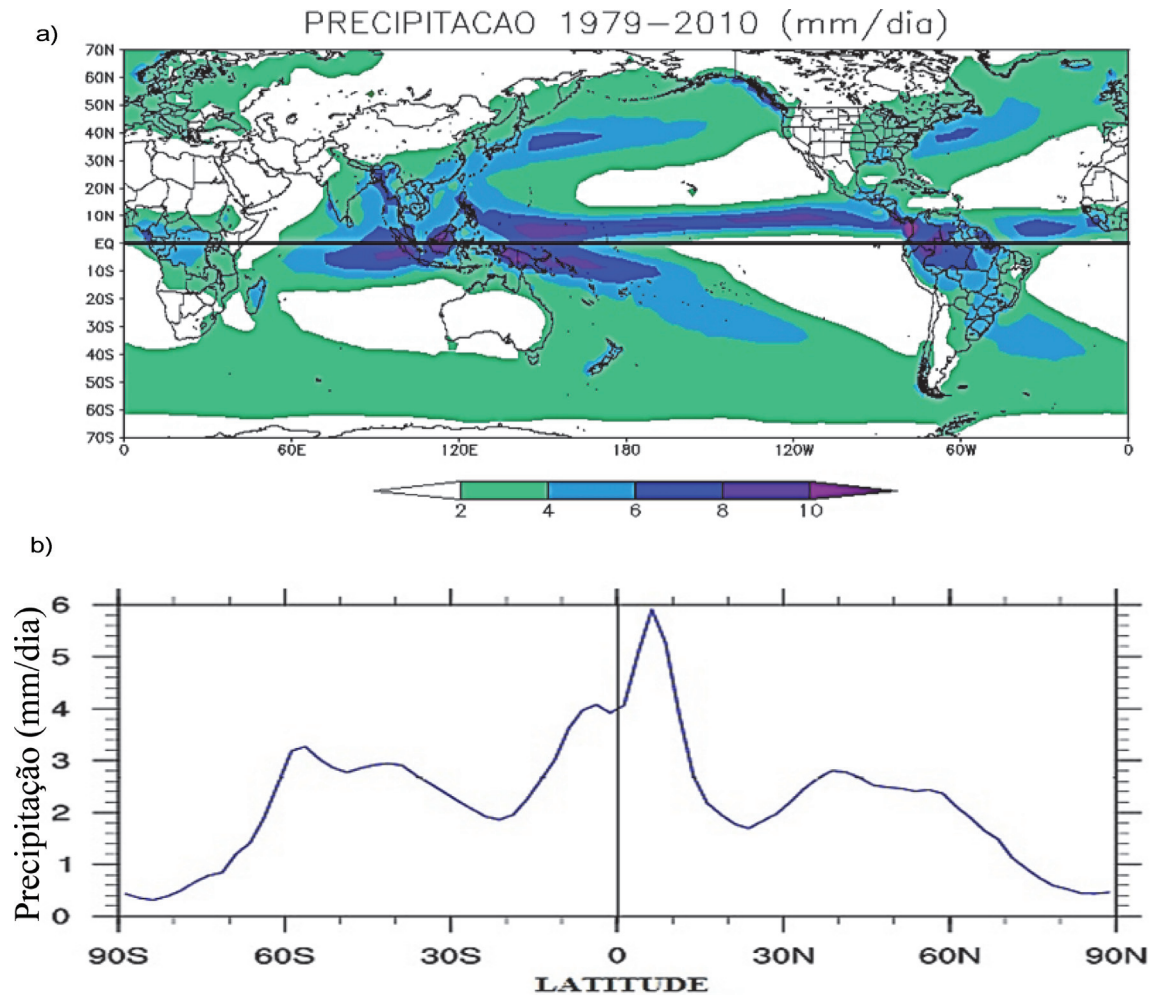 a)
PRECIPITACAO 1979–2010 (mm/dia)
70N
60N
50N
40N
30N
20N
10N
EQ
10S
20S
30S
40S
50S
60S
70S
0 60E 120E 180 120W 60W 0
2 4 6 8 10
b)
Precipitação (mm/dia)
6
5
4
3
2
1
0
90S 60S 30S 0 30N 60N 90N
LATITUDE